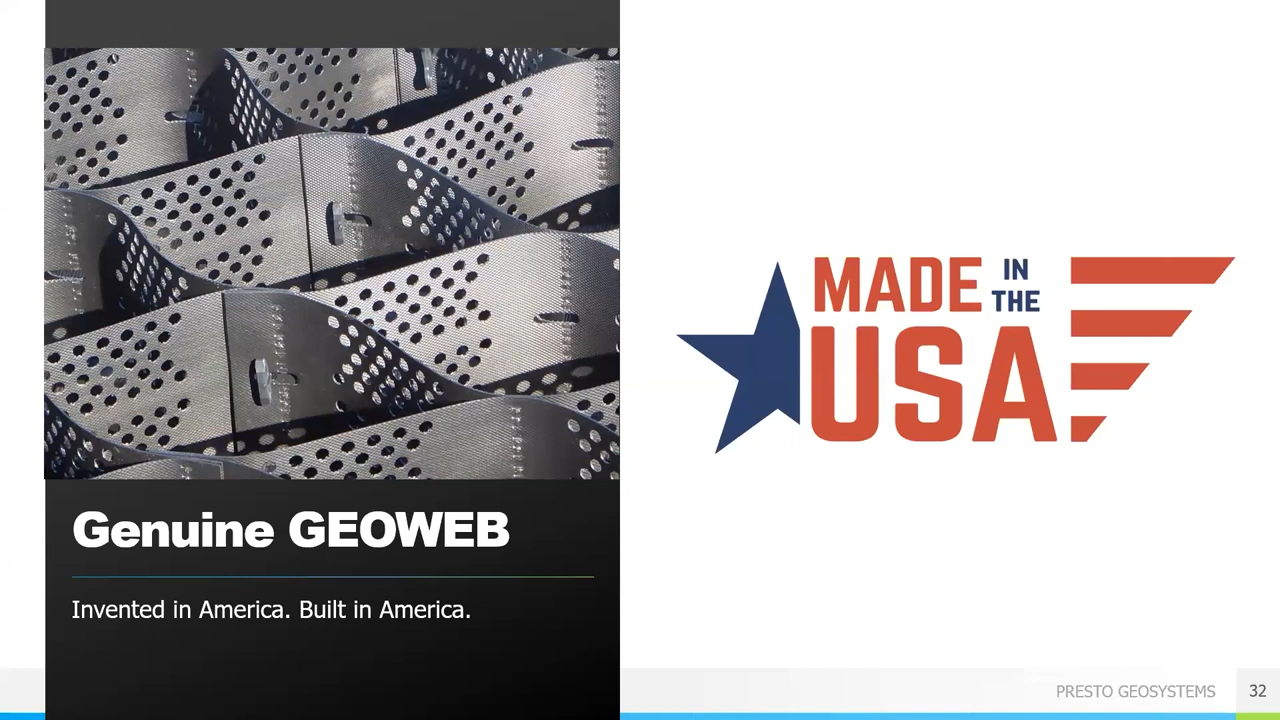 Genuine GEOWEB
Invented in America. Built in America.
MADE IN THE
USA
PRESTO GEOSYSTEMS 32